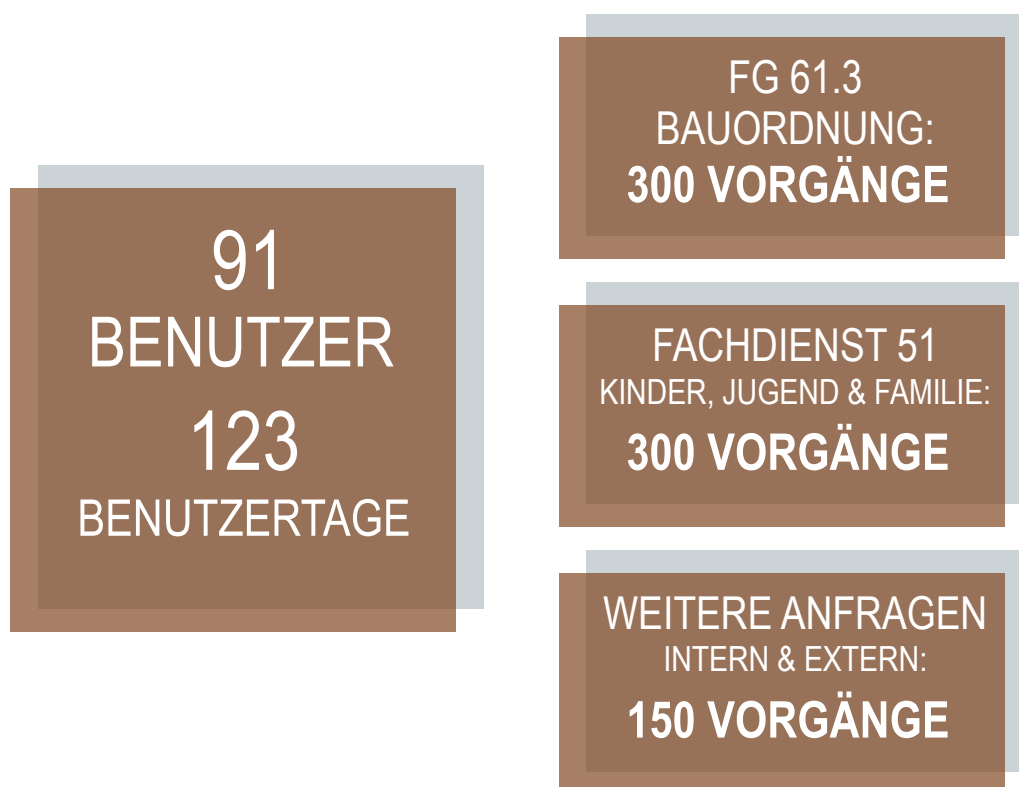 91
BENUTZER
123
BENUTZERTAGE
FG 61.3
BAUORDNUNG:
300 VORGÄNGE
FACHDIENST 51
KINDER, JUGEND & FAMILIE:
300 VORGÄNGE
WEITERE ANFRAGEN
INTERN & EXTERN:
150 VORGÄNGE